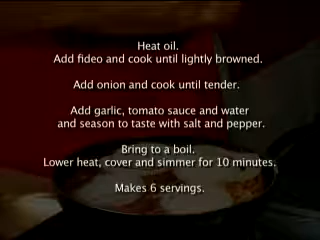 Heat oil.
Add fideo and cook until lightly browned.
Add onion and cook until tender.
Add garlic, tomato sauce and water
and season to taste with salt and pepper.
Bring to a boil.
Lower heat, cover and simmer for 10 minutes.
Makes 6 servings.